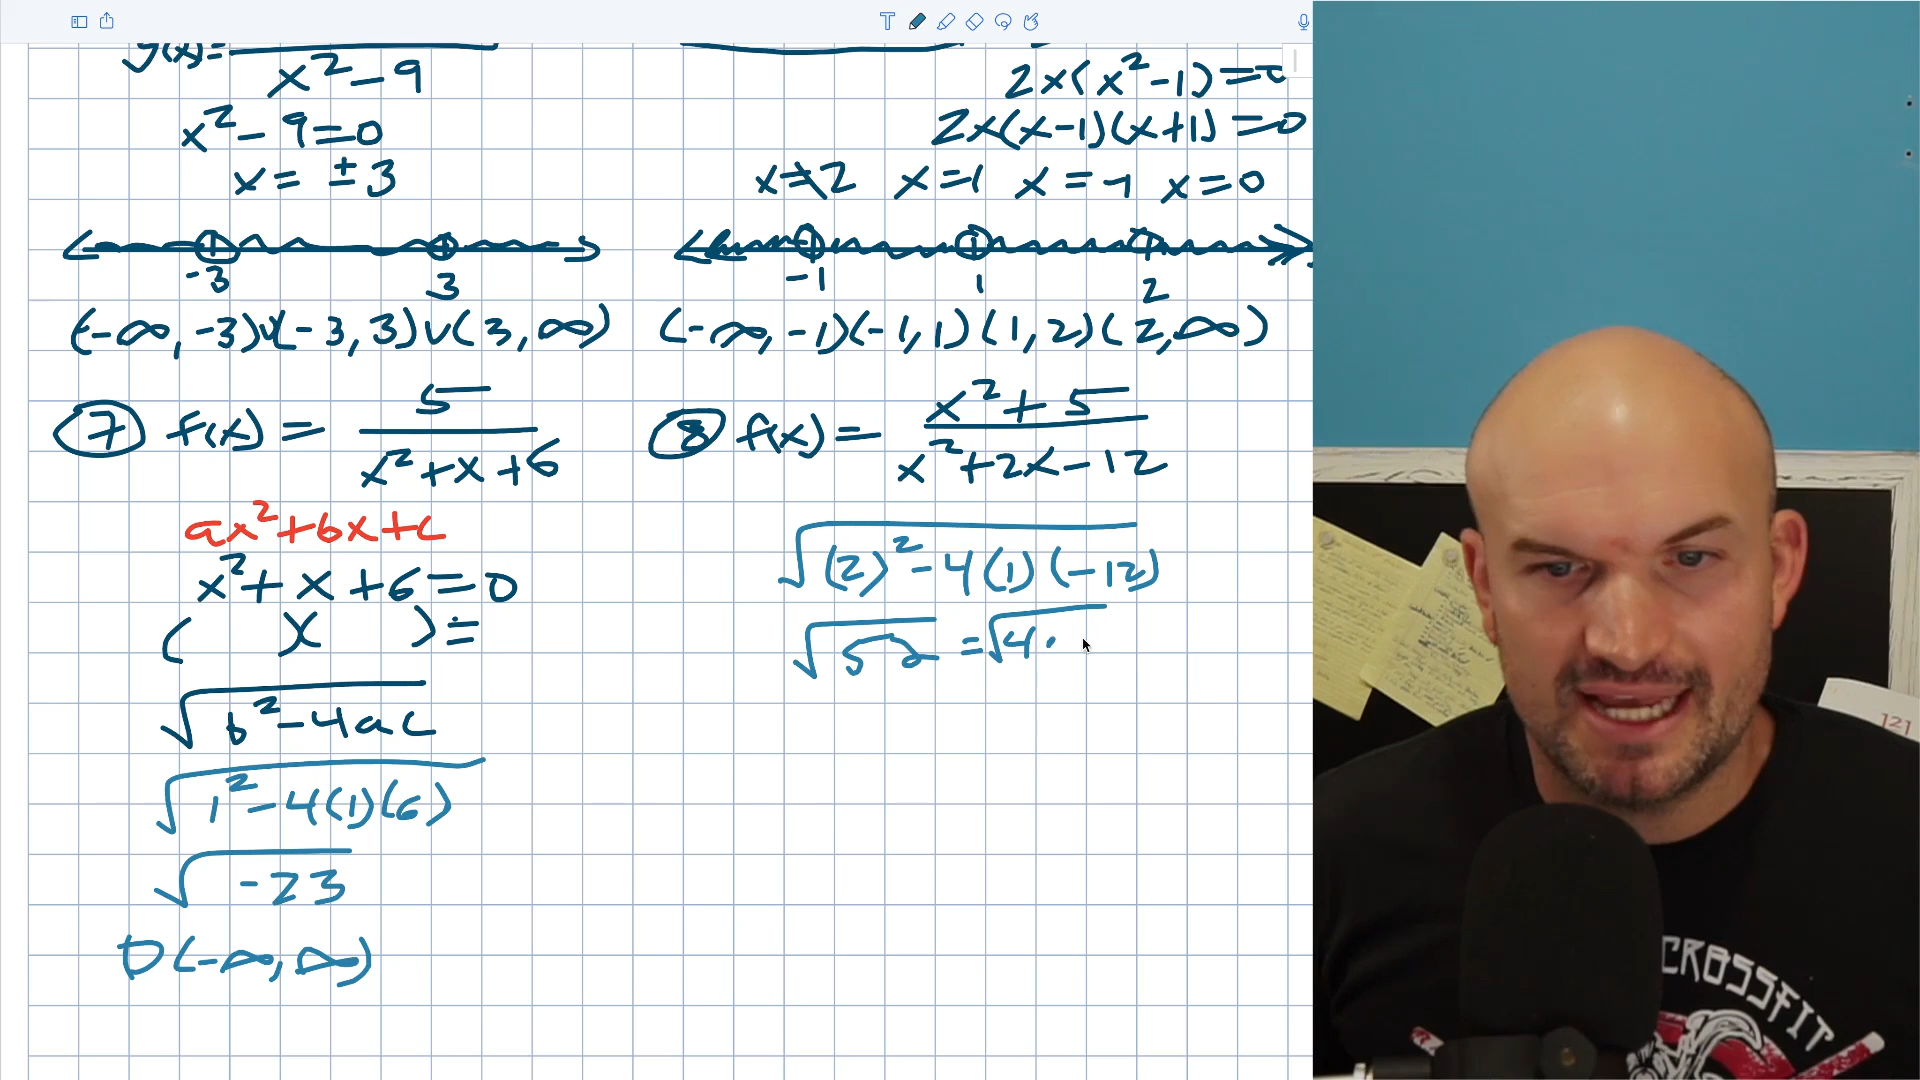 y(x)=
x² - 9
x² - 9 = 0
x = ± 3
-3 3
(-∞, -3) ∪ (-3, 3) ∪ (3, ∞)
2x(x² - 1) = 0
2x(x - 1)(x + 1) = 0
x = 2 x = 1 x = -1 x = 0
-1 1 2
(-∞, -1)(-1, 1)(1, 2)(2, ∞)
⑦ f(x) = 5 / x² + x + 6
ax² + bx + c
x² + x + 6 = 0
( )( ) =
√b² - 4ac
√1² - 4(1)(6)
√-23
D (-∞, ∞)
⑧ f(x) = x² + 5 / x² + 2x - 12
√(2)² - 4(1)(-12)
√52 = √4 ·
121
CROSSFIT